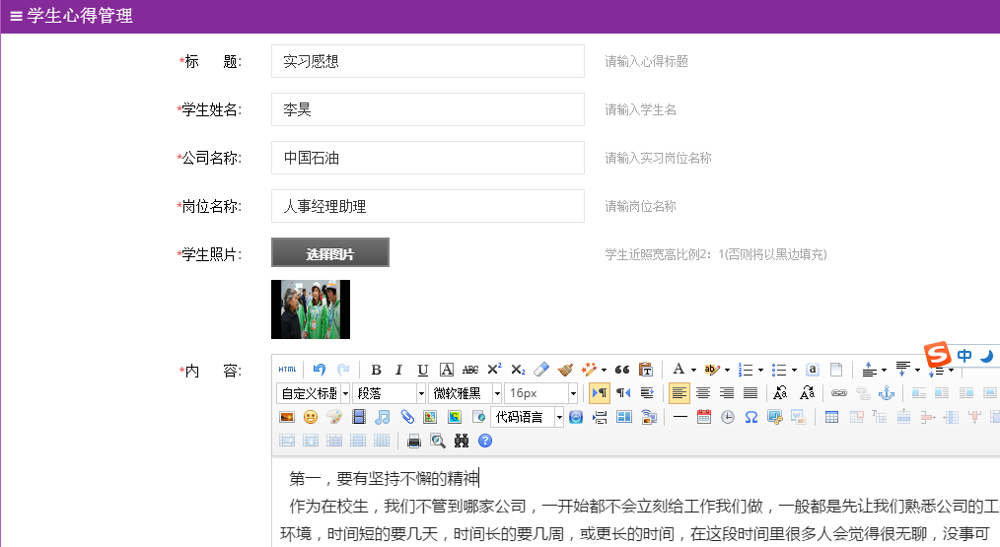 学生心得管理
*标 题: 实习感想 请输入心得标题
*学生姓名: 李昊 请输入学生名
*公司名称: 中国石油 请输入实习岗位名称
*岗位名称: 人事经理助理 请输岗位名称
*学生照片: 选择图片 学生近照宽高比例2：1(否则将以黑边填充)
*内 容:
HTML B I U A ABC X² X₂ A
中
自定义标题 段落 微软雅黑 16px
代码语言
第一，要有坚持不懈的精神
作为在校生，我们不管到哪家公司，一开始都不会立刻给工作我们做，一般都是先让我们熟悉公司的工
环境，时间短的要几天，时间长的要几周，或更长的时间，在这段时间里很多人会觉得很无聊，没事可